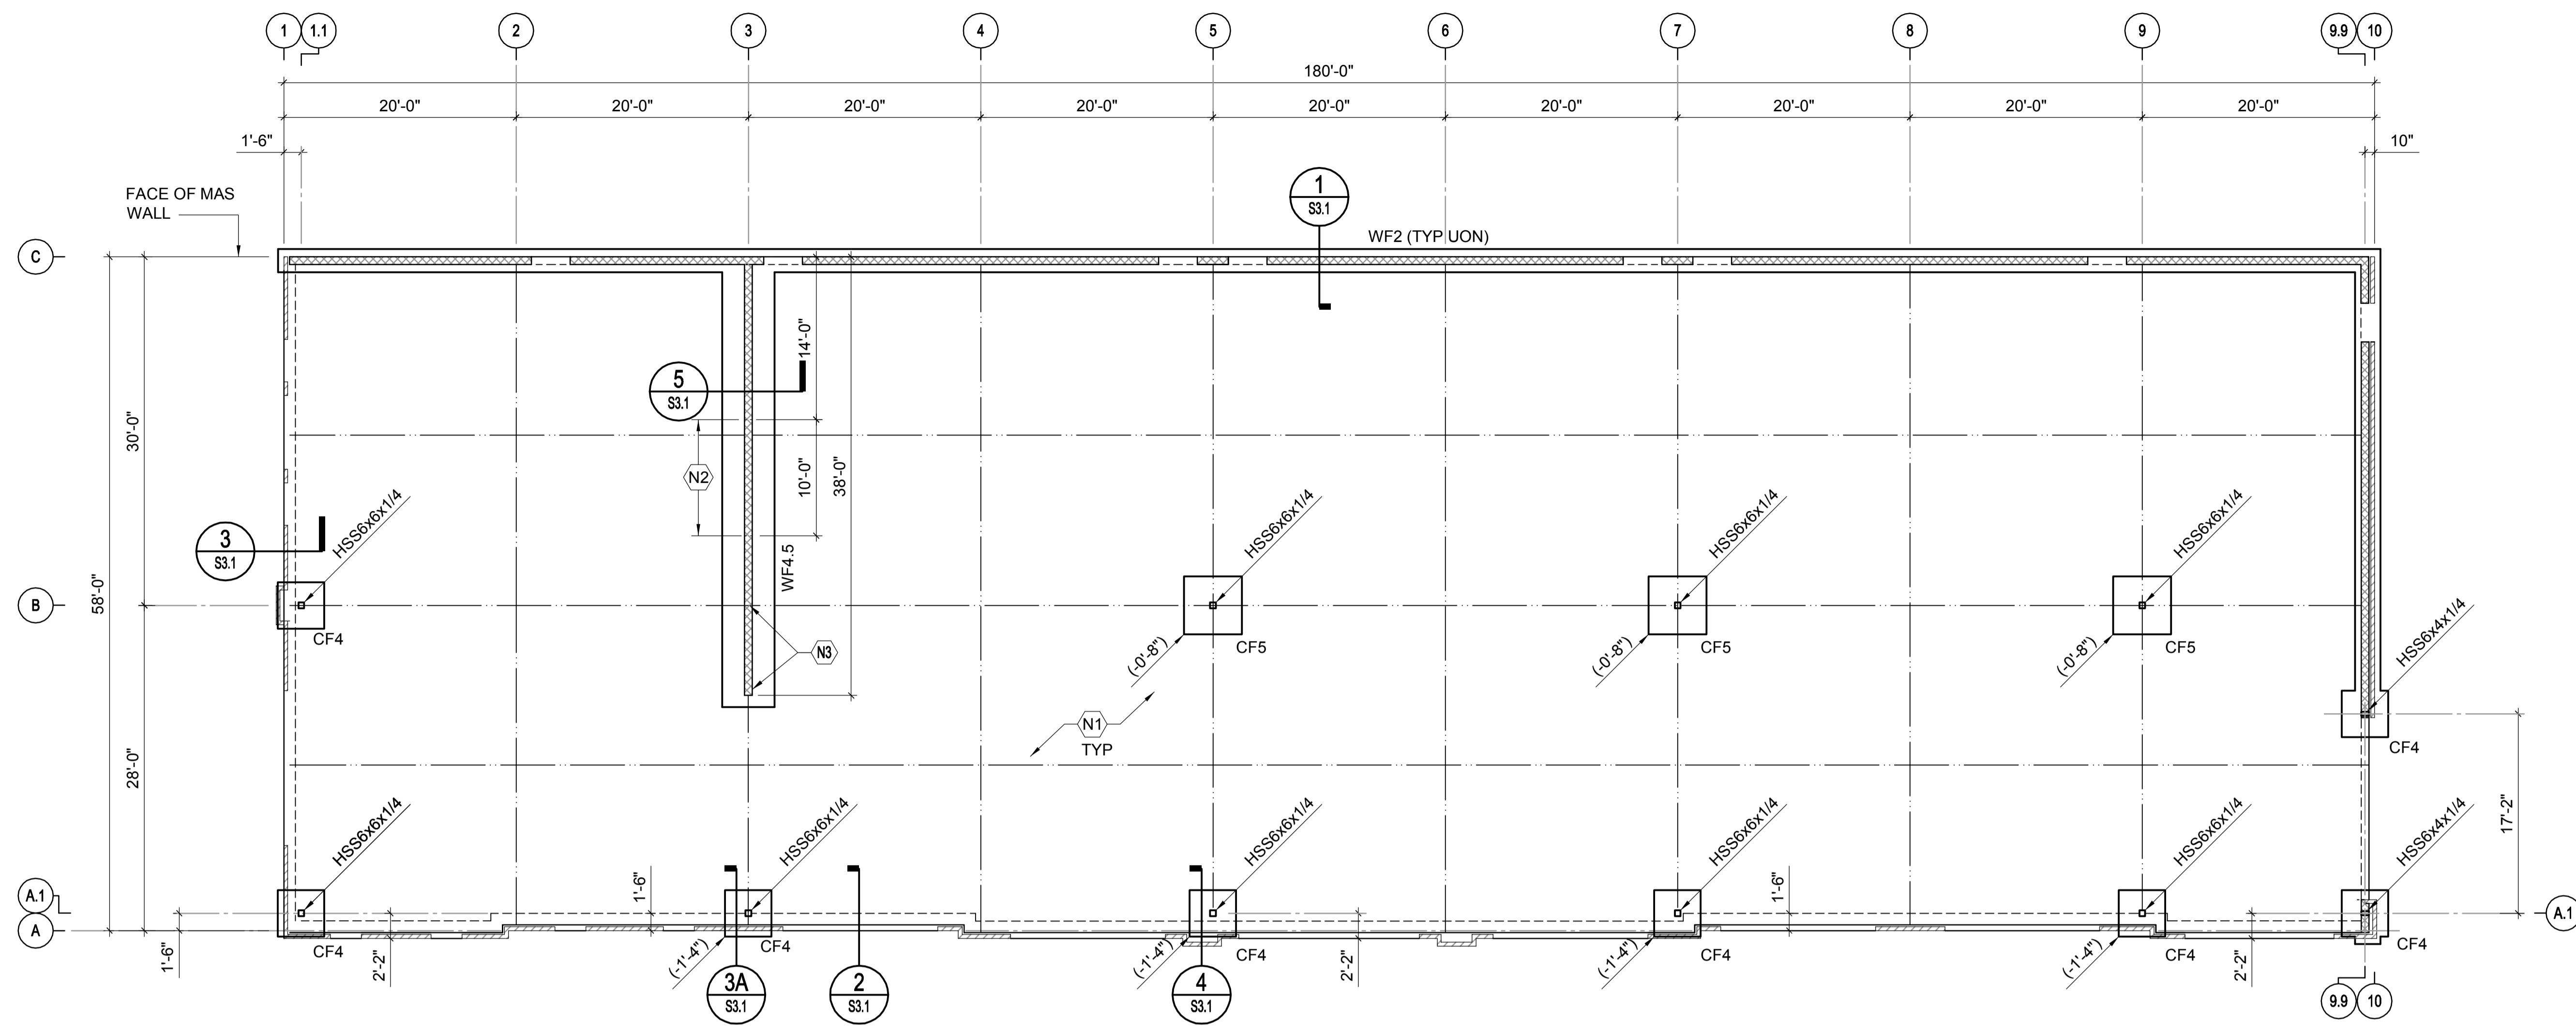 1 1.1 2 3 4 5 6 7 8 9 9.9 10
180'-0"
20'-0" 20'-0" 20'-0" 20'-0" 20'-0" 20'-0" 20'-0" 20'-0" 20'-0"
1'-6"
10"
FACE OF MAS
WALL
1
S3.1
WF2 (TYP UON)
C
14'-0"
5
S3.1
30'-0"
N2
10'-0"
38'-0"
3
S3.1
HSS6x6x1/4
HSS6x6x1/4
HSS6x6x1/4
HSS6x6x1/4
WF4.5
58'-0"
B
CF4
N3
(-0'-8")
CF5
(-0'-8")
CF5
(-0'-8")
CF5
HSS6x4x1/4
N1
TYP
CF4
28'-0"
17'-2"
HSS6x6x1/4
HSS6x6x1/4
HSS6x6x1/4
HSS6x6x1/4
HSS6x6x1/4
HSS6x4x1/4
1'-6"
1'-6"
A.1
A
A.1
1'-6"
CF4
2'-2"
(-1'-4")
CF4
(-1'-4")
CF4
2'-2"
(-1'-4")
CF4
(-1'-4")
CF4
2'-2"
CF4
3A
S3.1
2
S3.1
4
S3.1
9.9 10